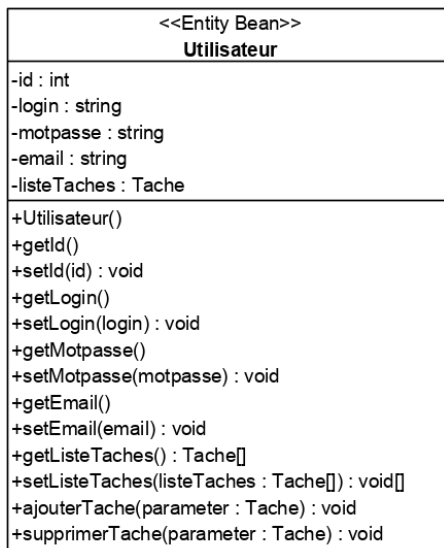 <<Entity Bean>>
Utilisateur
-id : int
-login : string
-motpasse : string
-email : string
-listeTaches : Tache
+Utilisateur()
+getId()
+setId(id) : void
+getLogin()
+setLogin(login) : void
+getMotpasse()
+setMotpasse(motpasse) : void
+getEmail()
+setEmail(email) : void
+getListeTaches() : Tache[]
+setListeTaches(listeTaches : Tache[]) : void[]
+ajouterTache(parameter : Tache) : void
+supprimerTache(parameter : Tache) : void